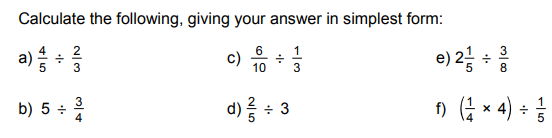 Calculate the following, giving your answer in simplest form:
a) 4/5 ÷ 2/3 c) 6/10 ÷ 1/3 e) 2 1/5 ÷ 3/8
b) 5 ÷ 3/4 d) 2/5 ÷ 3 f) (1/4 × 4) ÷ 1/5